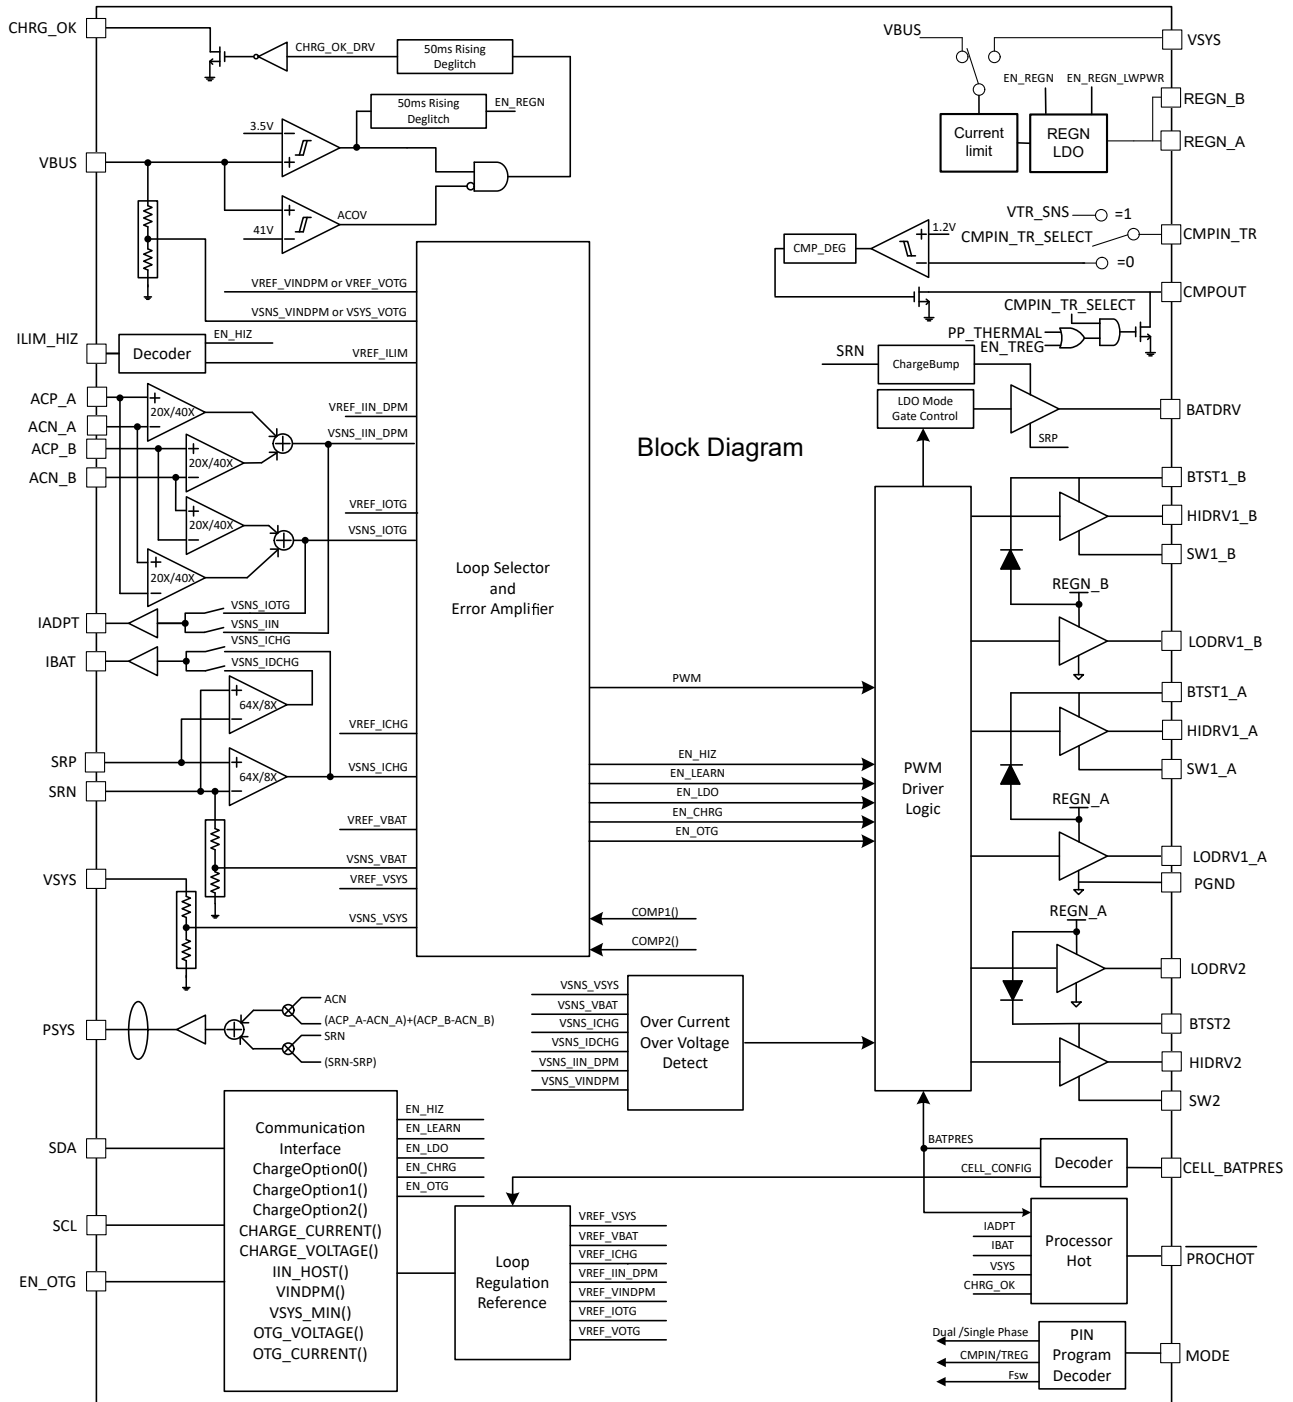 CHRG_OK
CHRG_OK_DRV
50ms Rising
Deglitch
50ms Rising
Deglitch
EN_REGN
3.5V
VBUS
41V
ACOV
VBUS
VSYS
EN_REGN
EN_REGN_LWPWR
REGN_B
Current
limit
REGN
LDO
REGN_A
VTR_SNS
=1
CMPIN_TR_SELECT
CMPIN_TR
=0
1.2V
CMP_DEG
CMPOUT
CMPIN_TR_SELECT
PP_THERMAL
EN_TREG
VREF_VINDPM or VREF_VOTG
VSNS_VINDPM or VSYS_VOTG
ILIM_HIZ
Decoder
EN_HIZ
VREF_ILIM
SRN
ChargeBump
LDO Mode
Gate Control
SRP
BATDRV
ACP_A
ACN_A
ACP_B
ACN_B
20X/40X
20X/40X
20X/40X
20X/40X
VREF_IIN_DPM
VSNS_IIN_DPM
VREF_IOTG
VSNS_IOTG
Block Diagram
Loop Selector
and
Error Amplifier
IADPT
VSNS_IOTG
VSNS_IIN
IBAT
VSNS_ICHG
VSNS_IDCHG
64X/8X
64X/8X
SRP
SRN
VREF_ICHG
VSNS_ICHG
VREF_VBAT
VSNS_VBAT
VREF_VSYS
VSNS_VSYS
VSYS
PWM
EN_HIZ
EN_LEARN
EN_LDO
EN_CHRG
EN_OTG
COMP1()
COMP2()
PWM
Driver
Logic
BTST1_B
HIDRV1_B
SW1_B
REGN_B
LODRV1_B
BTST1_A
HIDRV1_A
SW1_A
REGN_A
LODRV1_A
PGND
REGN_A
LODRV2
BTST2
HIDRV2
SW2
PSYS
ACN
(ACP_A-ACN_A)+(ACP_B-ACN_B)
SRN
(SRN-SRP)
VSNS_VSYS
VSNS_VBAT
VSNS_ICHG
VSNS_IDCHG
VSNS_IIN_DPM
VSNS_VINDPM
Over Current
Over Voltage
Detect
SDA
SCL
EN_OTG
Communication
Interface
ChargeOption0()
ChargeOption1()
ChargeOption2()
CHARGE_CURRENT()
CHARGE_VOLTAGE()
IIN_HOST()
VINDPM()
VSYS_MIN()
OTG_VOLTAGE()
OTG_CURRENT()
EN_HIZ
EN_LEARN
EN_LDO
EN_CHRG
EN_OTG
Loop
Regulation
Reference
VREF_VSYS
VREF_VBAT
VREF_ICHG
VREF_IIN_DPM
VREF_VINDPM
VREF_IOTG
VREF_VOTG
BATPRES
CELL_CONFIG
Decoder
CELL_BATPRES
IADPT
IBAT
VSYS
CHRG_OK
Processor
Hot
PROCHOT
Dual /Single Phase
CMPIN/TREG
Fsw
PIN
Program
Decoder
MODE